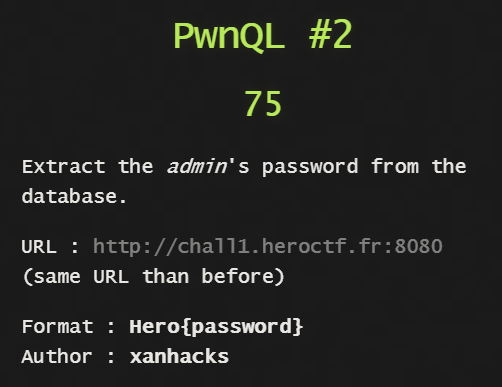 PwnQL #2
75
Extract the admin's password from the
database.
URL : http://chall1.heroctf.fr:8080
(same URL than before)
Format : Hero{password}
Author : xanhacks